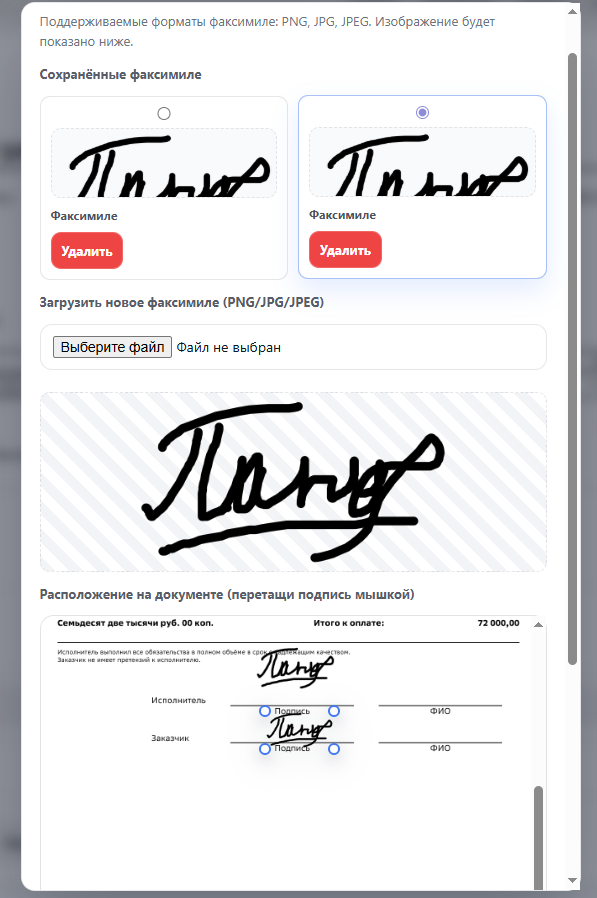 Поддерживаемые форматы факсимиле: PNG, JPG, JPEG. Изображение будет
показано ниже.
Сохранённые факсимиле
Факсимиле
Факсимиле
Удалить
Удалить
Загрузить новое факсимиле (PNG/JPG/JPEG)
Выберите файл Файл не выбран
Расположение на документе (перетащи подпись мышкой)
Семьдесят две тысячи руб. 00 коп. Итого к оплате: 72 000,00
Исполнитель выполнил все обязательства в полном объёме в срок с надлежащим качеством.
Заказчик не имеет претензий к исполнителю.
Исполнитель
Подпись ФИО
Заказчик
Подпись ФИО